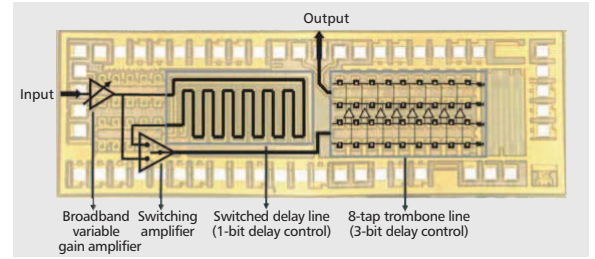 Output
Input
Broadband
variable
gain amplifier
Switching
amplifier
Switched delay line
(1-bit delay control)
8-tap trombone line
(3-bit delay control)